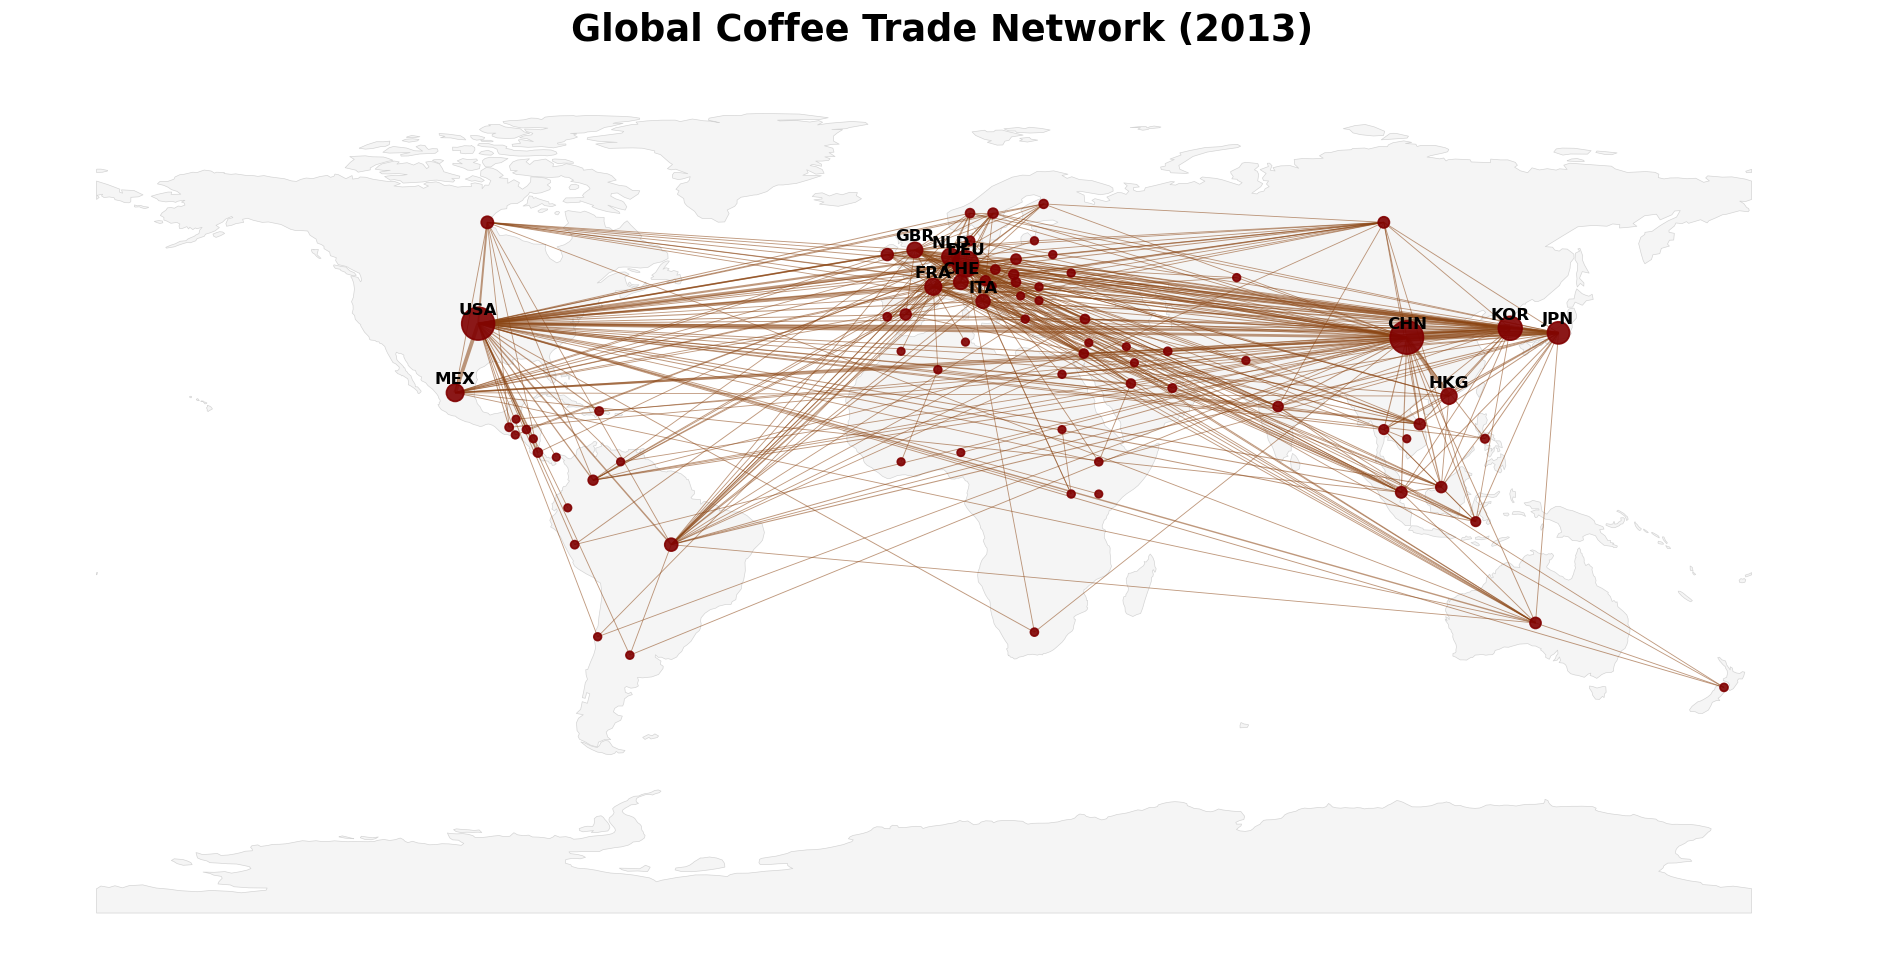 Global Coffee Trade Network (2013)
GBR
NLD
DEU
CHE
FRA
ITA
USA
CHN
KOR
JPN
MEX
HKG